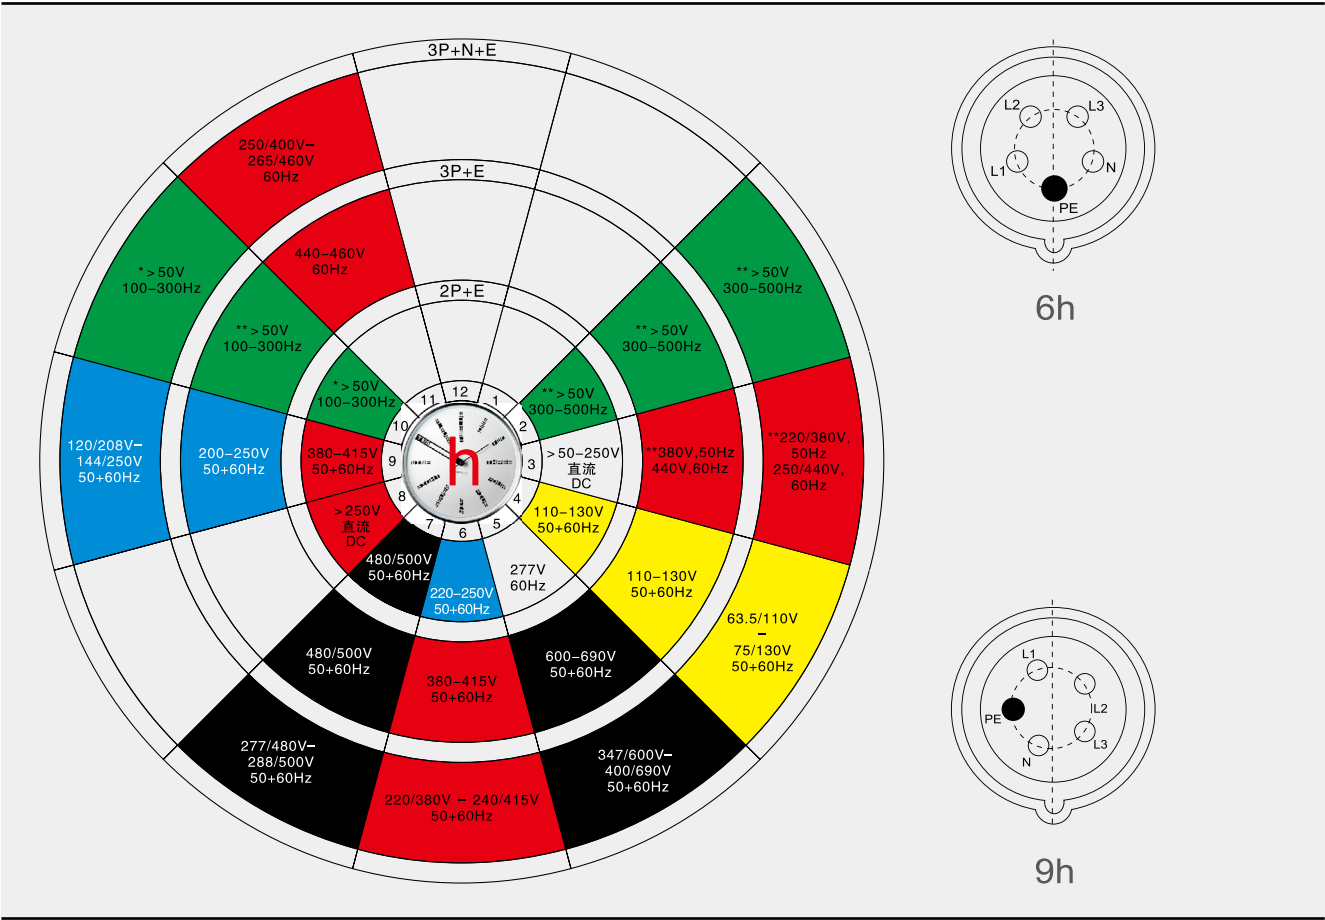 3P+N+E
250/400V–
265/460V
60Hz
3P+E
440–460V
60Hz
2P+E
*>50V
100–300Hz
**>50V
100–300Hz
*>50V
100–300Hz
**>50V
300–500Hz
**>50V
300–500Hz
**>50V
300–500Hz
11
12
1
10
2
9
3
8
4
7
6
5
h
120/208V–
144/250V
50+60Hz
200–250V
50+60Hz
380–415V
50+60Hz
>50–250V
直流
DC
**380V,50Hz
440V,60Hz
**220/380V,
50Hz
250/440V,
60Hz
>250V
直流
DC
110–130V
50+60Hz
480/500V
50+60Hz
220–250V
50+60Hz
277V
60Hz
110–130V
50+60Hz
63.5/110V
–
75/130V
50+60Hz
480/500V
50+60Hz
380–415V
50+60Hz
600–690V
50+60Hz
277/480V–
288/500V
50+60Hz
220/380V – 240/415V
50+60Hz
347/600V–
400/690V
50+60Hz
L2
L3
L1
N
PE
6h
L1
L2
PE
L3
N
9h